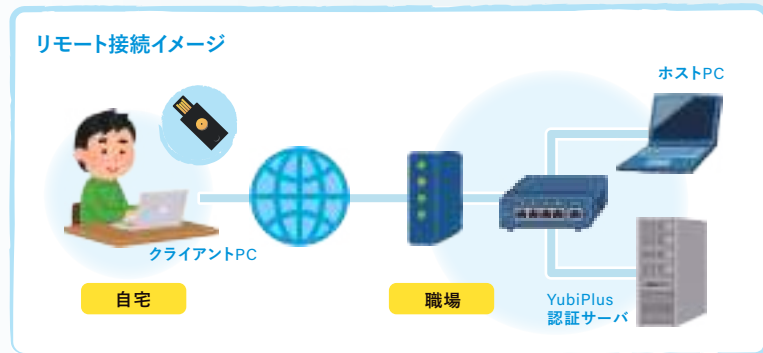 リモート接続イメージ
ホストPC
クライアントPC
自宅
職場
YubiPlus
認証サーバ